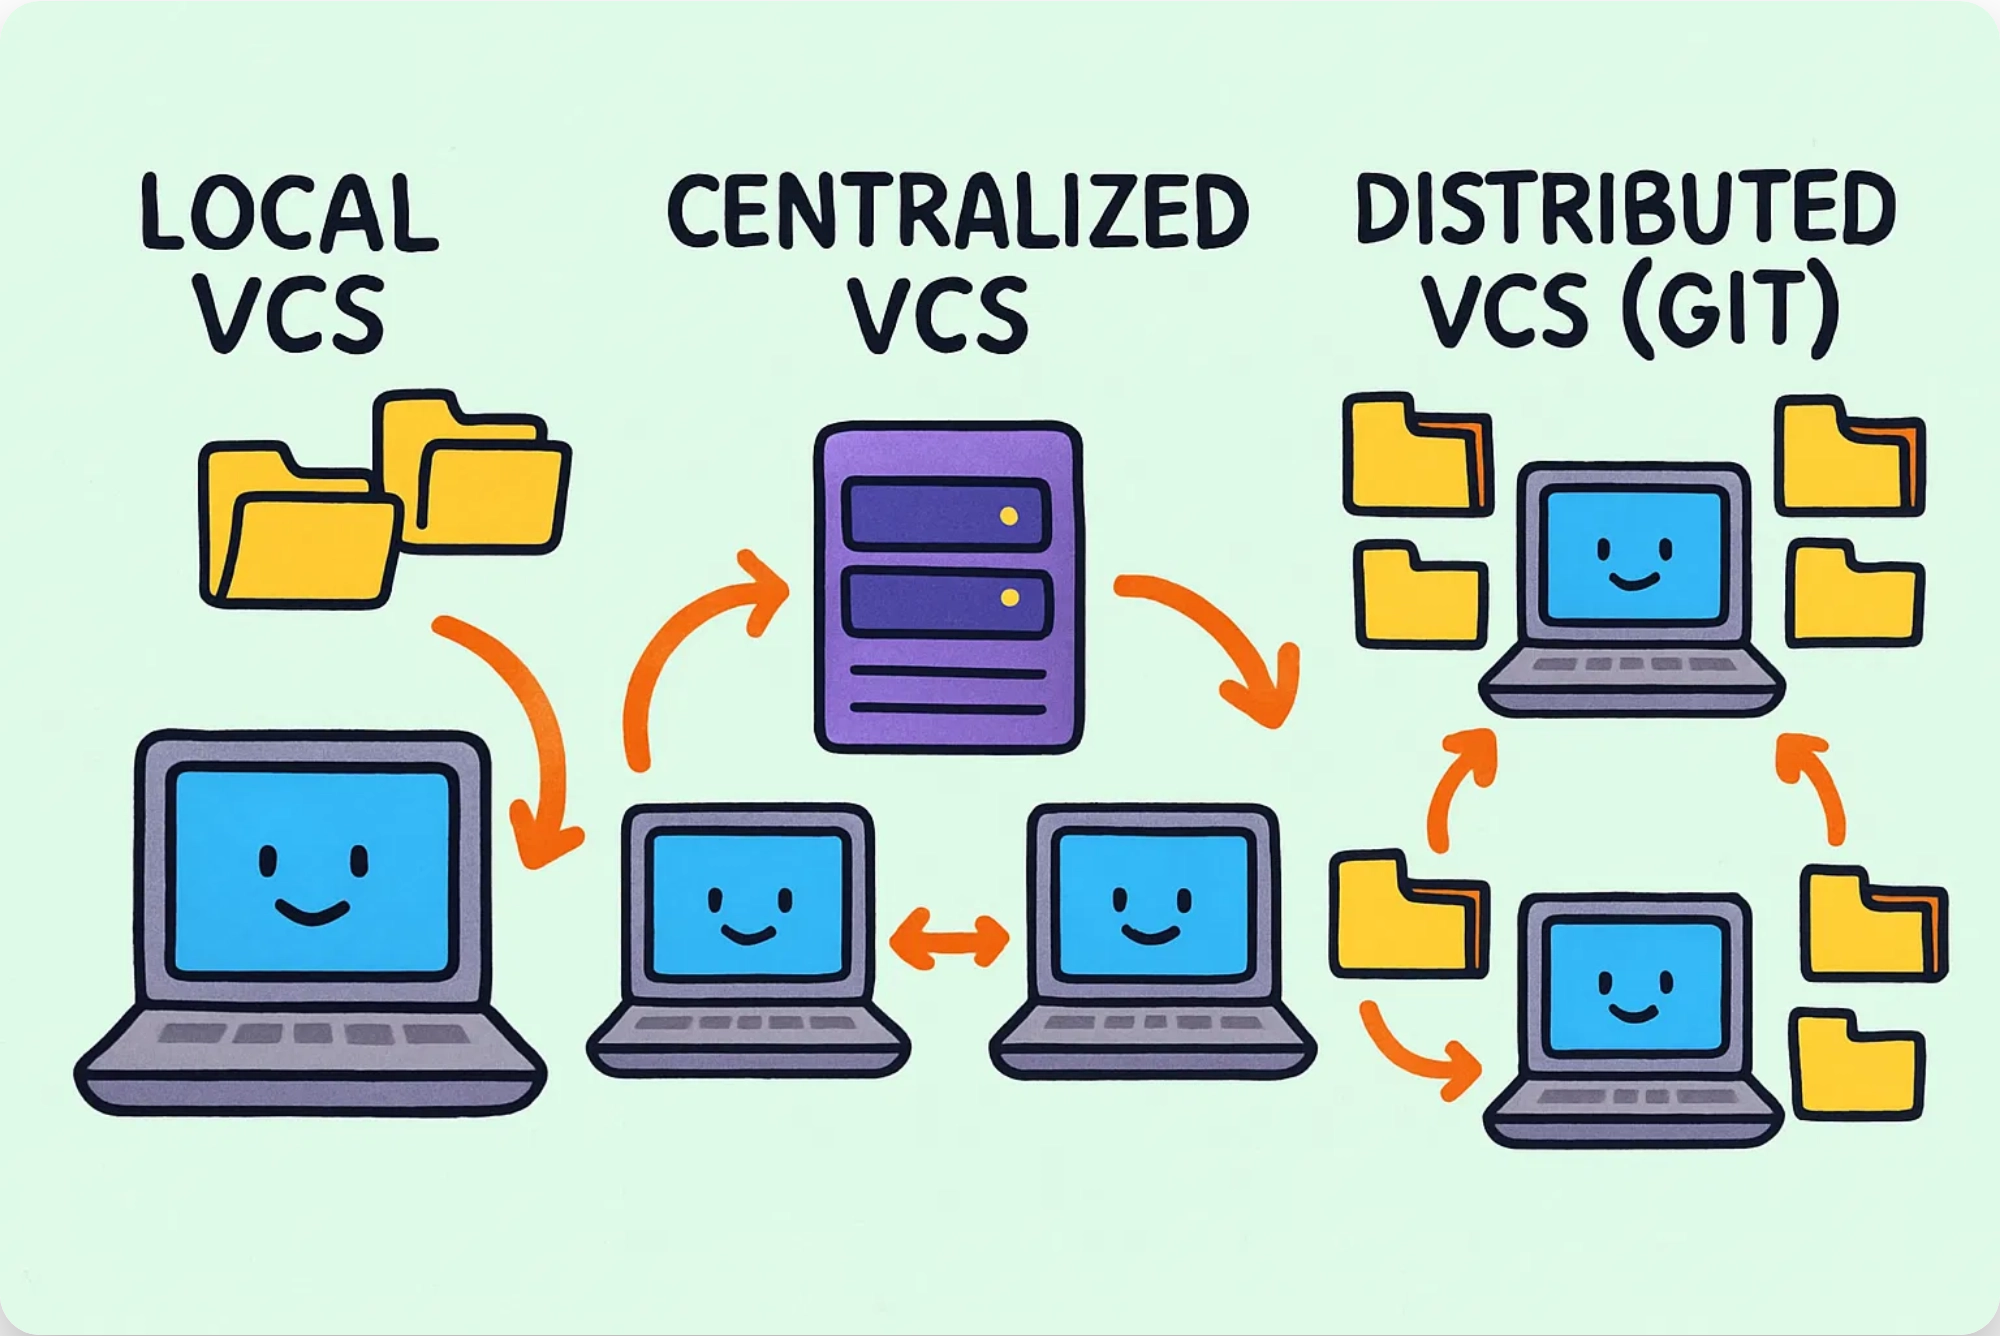 LOCAL
VCS
CENTRALIZED
VCS
DISTRIBUTED
VCS (GIT)